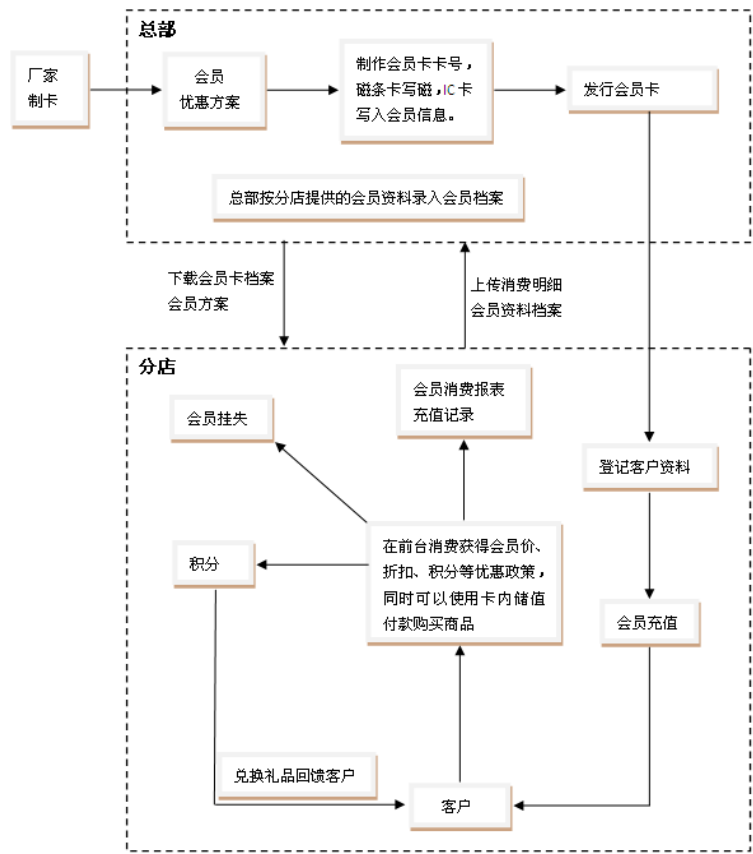 总部
厂家
制卡
会员
优惠方案
制作会员卡卡号，
磁条卡写磁，IC卡
写入会员信息。
发行会员卡
总部按分店提供的会员资料录入会员档案
下载会员卡档案
会员方案
上传消费明细
会员资料档案
分店
会员挂失
会员消费报表
充值记录
登记客户资料
积分
在前台消费获得会员价、
折扣、积分等优惠政策，
同时可以使用卡内储值
付款购买商品
会员充值
兑换礼品回馈客户
客户